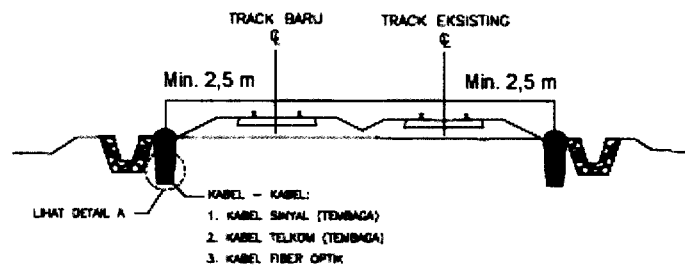 TRACK BARU
TRACK EKSISTING
℄
℄
Min. 2,5 m
Min. 2,5 m
KABEL – KABEL:
LIHAT DETAIL A
1. KABEL SINYAL (TEMBAGA)
2. KABEL TELKOM (TEMBAGA)
3. KABEL FIBER OPTIK